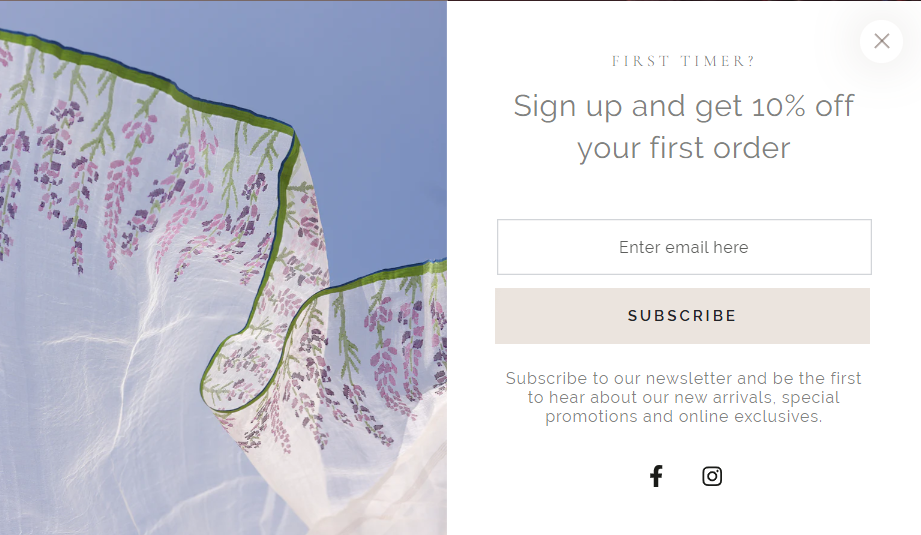 FIRST TIMER?
Sign up and get 10% off
your first order
Enter email here
SUBSCRIBE
Subscribe to our newsletter and be the first
to hear about our new arrivals, special
promotions and online exclusives.